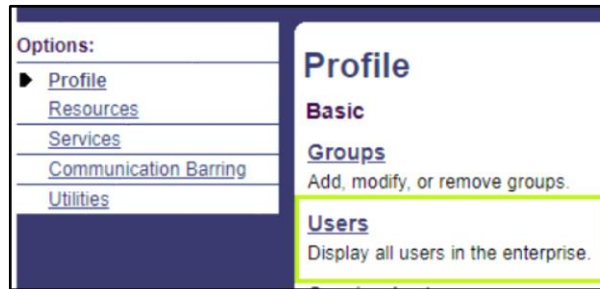 Options:
Profile
Resources
Services
Communication Barring
Utilities
Profile
Basic
Groups
Add, modify, or remove groups.
Users
Display all users in the enterprise.